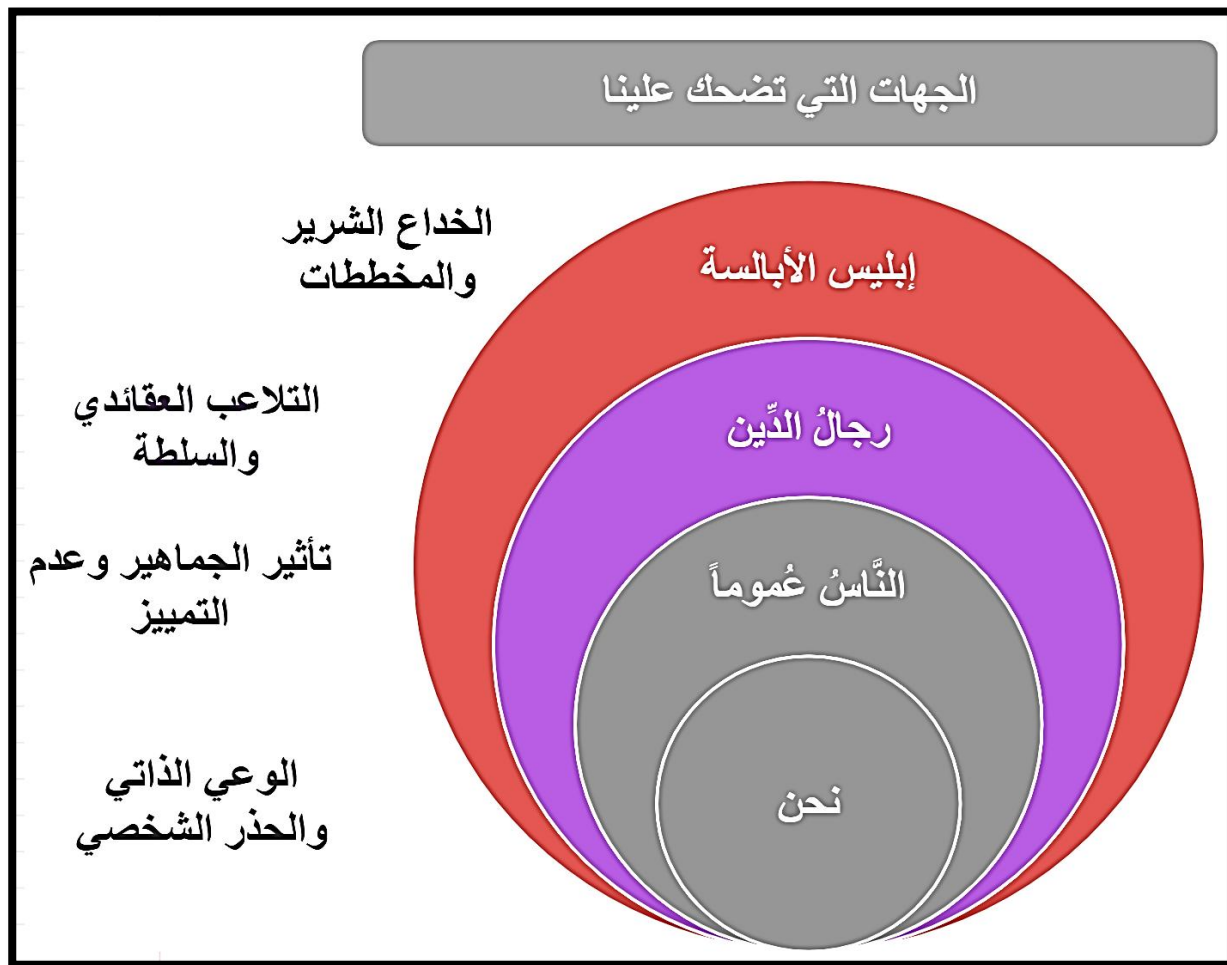 الجهات التي تضحك علينا
إبليس الأبالسة
الخداع الشرير
والمخططات
رجالُ الدِّين
التلاعب العقائدي
والسلطة
النَّاسُ عُموماً
تأثير الجماهير وعدم
التمييز
نحن
الوعي الذاتي
والحذر الشخصي